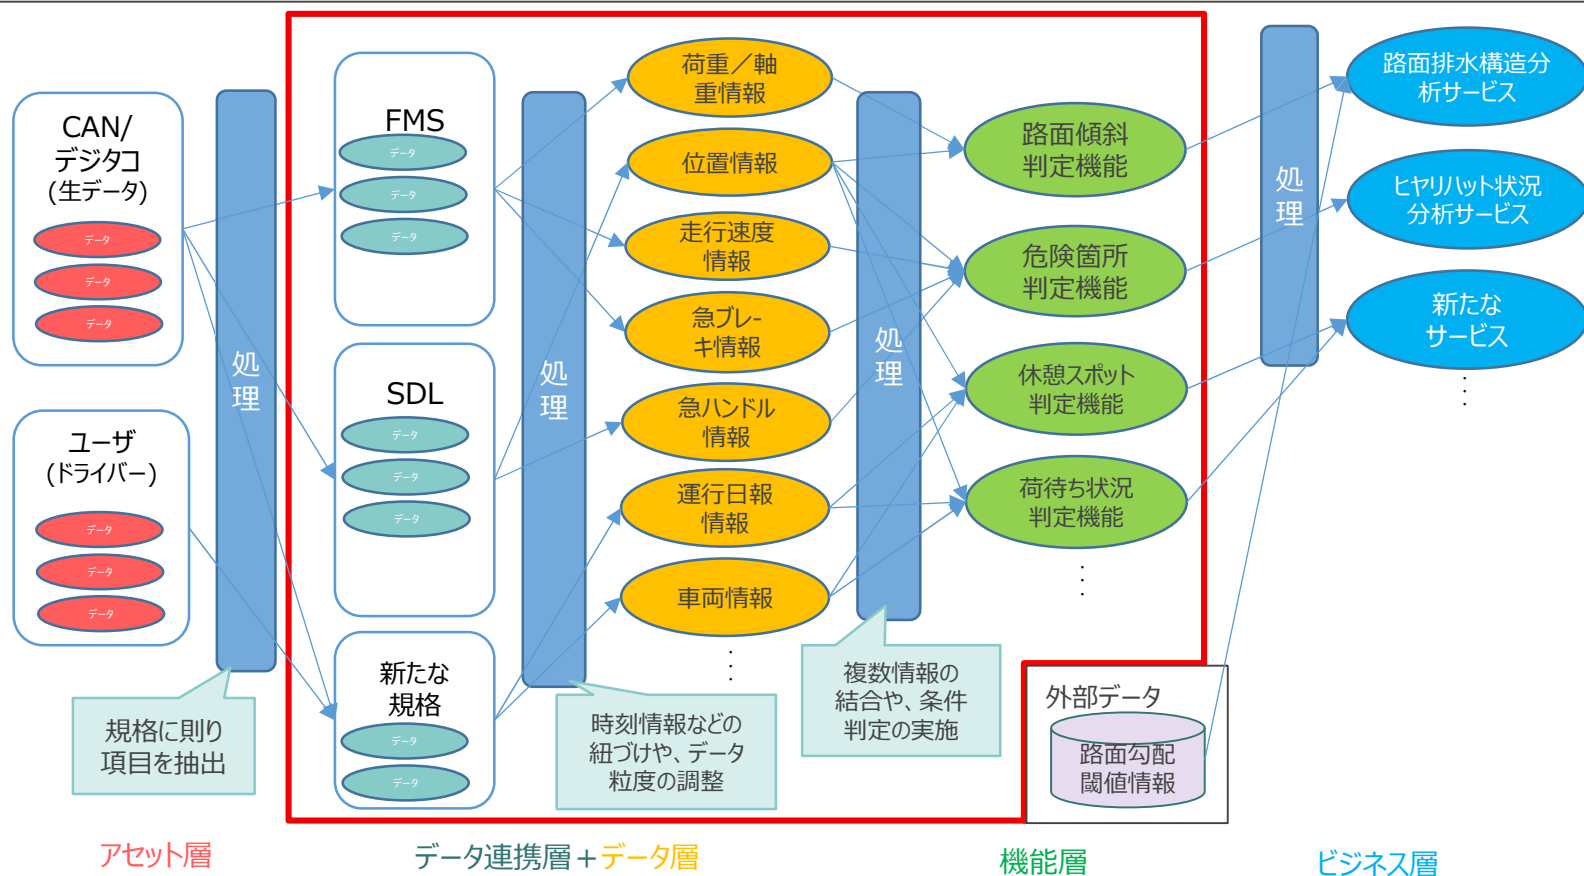 CAN/
デジタコ
(生データ)
データ
データ
データ
ユーザ
(ドライバー)
データ
データ
データ
処
理
規格に則り
項目を抽出
FMS
データ
データ
データ
SDL
データ
データ
データ
新たな
規格
データ
データ
処
理
時刻情報などの
紐づけや、データ
粒度の調整
荷重／軸
重情報
位置情報
走行速度
情報
急ブレー
キ情報
急ハンドル
情報
運行日報
情報
車両情報
・・・
処
理
複数情報の
結合や、条件
判定の実施
路面傾斜
判定機能
危険箇所
判定機能
休憩スポット
判定機能
荷待ち状況
判定機能
・・・
外部データ
路面勾配
閾値情報
処
理
路面排水構造分
析サービス
ヒヤリハット状況
分析サービス
新たな
サービス
・・・
アセット層
データ連携層＋データ層
機能層
ビジネス層